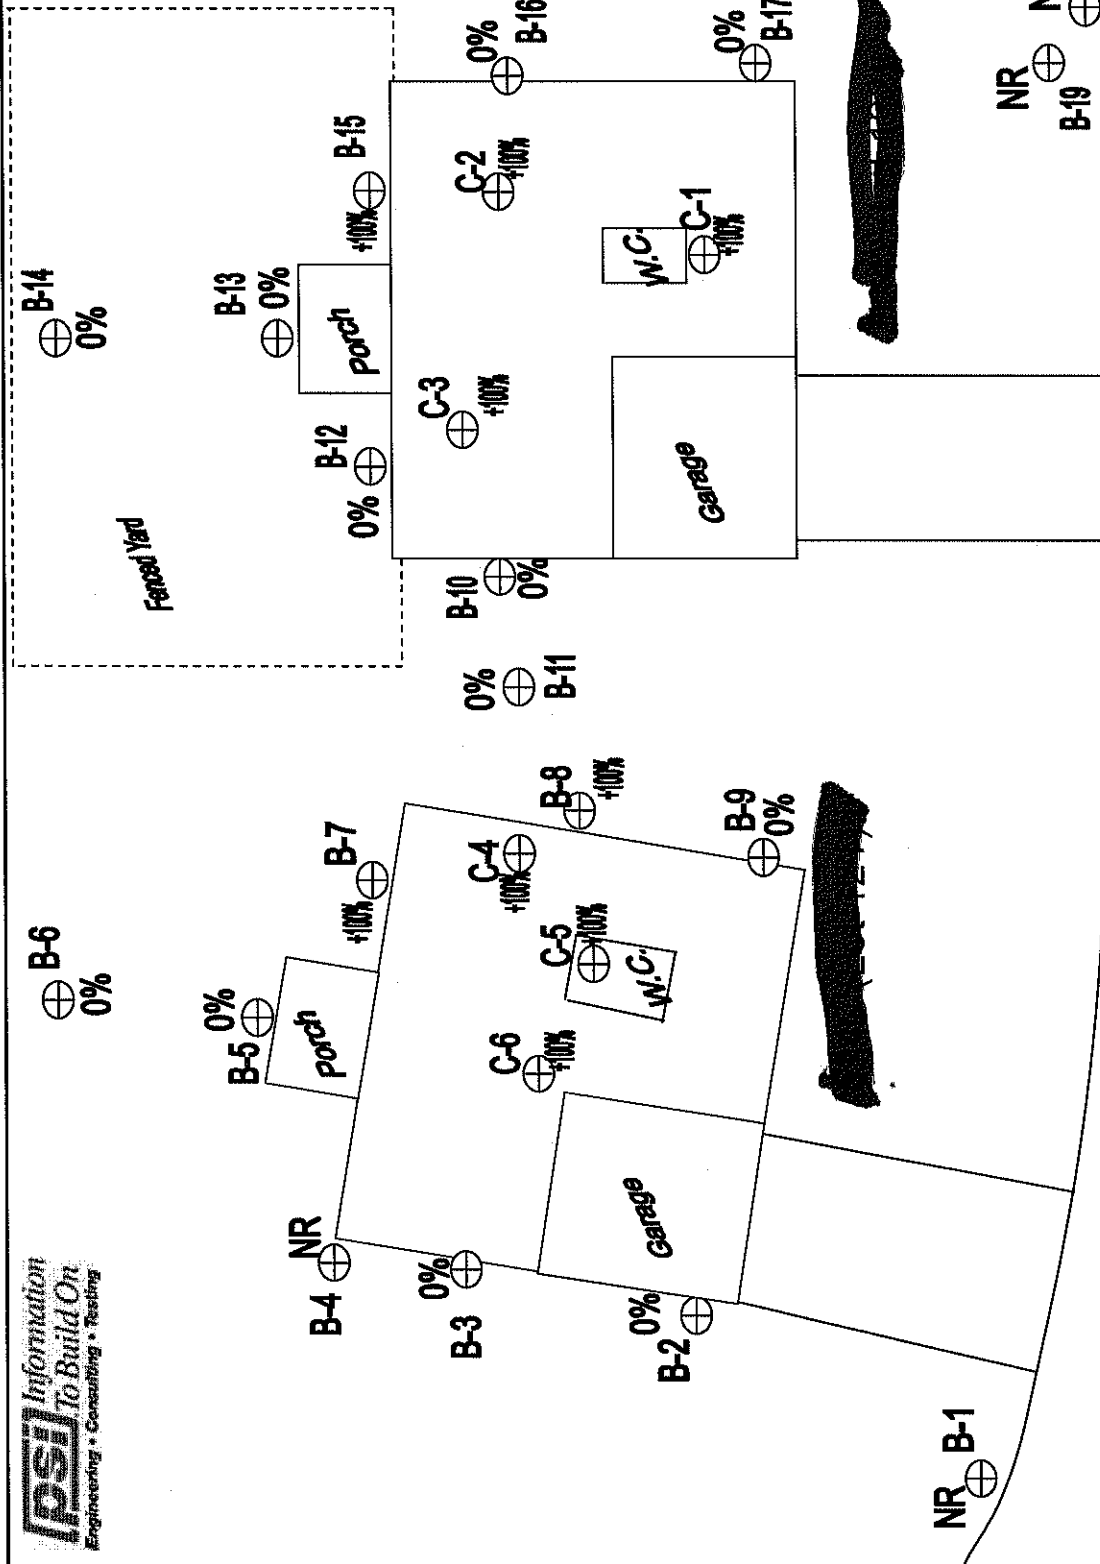 psi Information
To Build On
Engineering • Consulting • Testing
B-6
0%
B-14
0%
Fenced Yard
0%
B-5
Porch
B-13
0%
Porch
NR
B-4
B-7
+100%
B-12
0%
B-15
+100%
0%
B-3
C-6
+100%
C-5
+100%
W.C.
C-4
+100%
B-8
+100%
0%
B-11
B-10
0%
C-3
+100%
C-2
+100%
0%
B-16
0%
B-2
Garage
B-9
0%
Garage
W.C.
C-1
+100%
0%
B-17
NR
B-1
NR
B-19